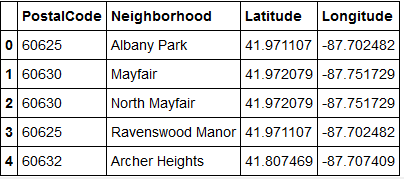 PostalCode Neighborhood Latitude Longitude
0 60625 Albany Park 41.971107 -87.702482
1 60630 Mayfair 41.972079 -87.751729
2 60630 North Mayfair 41.972079 -87.751729
3 60625 Ravenswood Manor 41.971107 -87.702482
4 60632 Archer Heights 41.807469 -87.707409